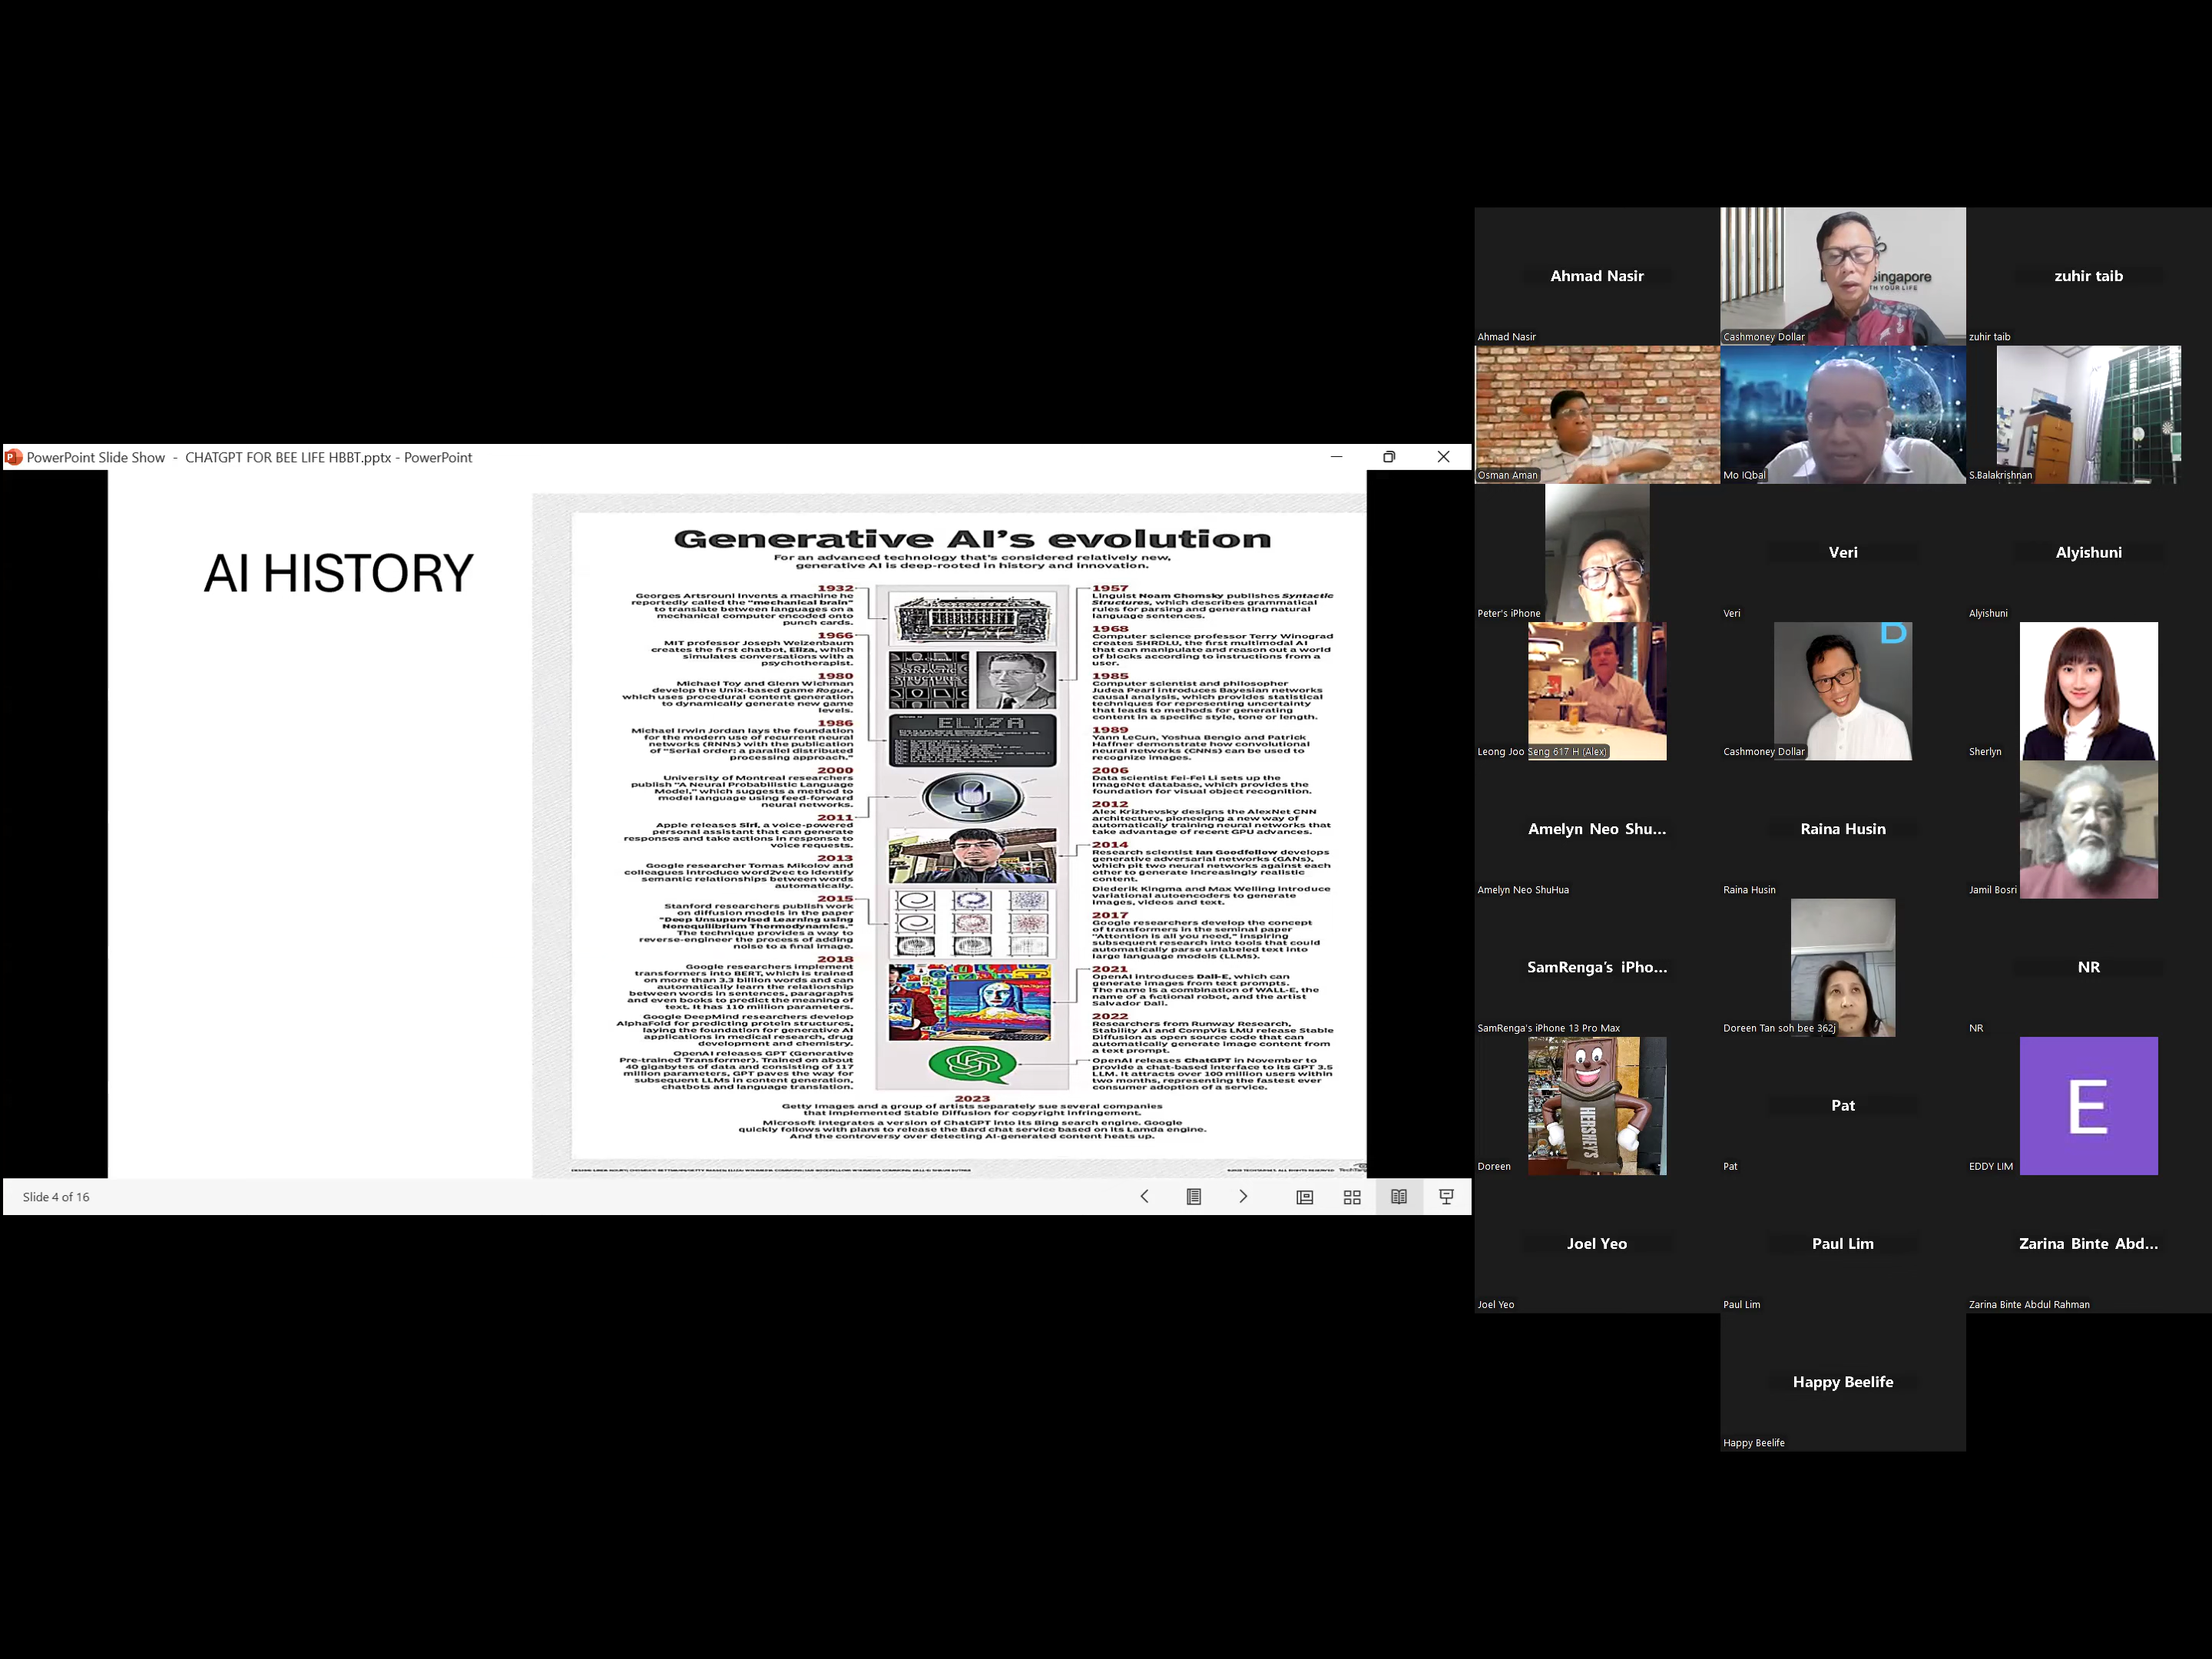 PowerPoint Slide Show - CHATGPT FOR BEE LIFE HBBT.pptx - PowerPoint
AI HISTORY
Generative AI's evolution
For an advanced technology that's considered relatively new,
generative AI is deep-rooted in history and innovation.
1932
Georges Artsrouni invents a machine he
reportedly called the "mechanical brain"
to translate between languages on a
mechanical computer encoded onto
punch cards.
1966
MIT professor Joseph Weizenbaum
creates the first chatbot, Eliza, which
simulates conversations with a
psychotherapist.
1980
Michael Toy and Glenn Wichman
develop the Unix-based game Rogue,
which uses procedural content generation
to dynamically generate new game
levels.
1986
Michael Irwin Jordan lays the foundation
for the modern use of recurrent neural
networks (RNNs) with the publication
of "Serial order: a parallel distributed
processing approach."
2000
University of Montreal researchers
publish "A Neural Probabilistic Language
Model," which suggests a method to
model language using feed-forward
neural networks.
2011
Apple releases Siri, a voice-powered
personal assistant that can generate
responses and take actions in response to
voice requests.
2013
Google researcher Tomas Mikolov and
colleagues introduce word2vec to identify
semantic relationships between words
automatically.
2015
Stanford researchers publish work
on diffusion models in the paper
"Deep Unsupervised Learning using
Nonequilibrium Thermodynamics."
The technique provides a way to
reverse-engineer the process of adding
noise to a final image.
2018
Google researchers implement
transformers into BERT, which is trained
on more than 3.3 billion words and can
automatically learn the relationship
between words in sentences, paragraphs
and even books to predict the meaning of
text. It has 110 million parameters.
Google DeepMind researchers develop
AlphaFold for predicting protein structures,
laying the foundation for generative AI
applications in medical research, drug
development and chemistry.
OpenAI releases GPT (Generative
Pre-trained Transformer). Trained on about
40 gigabytes of data and consisting of 117
million parameters, GPT paves the way for
subsequent LLMs in content generation,
chatbots and language translation.
SYNTACTIC
STRUCTURES
ELIZA
1957
Linguist Noam Chomsky publishes Syntactic
Structures, which describes grammatical
rules for parsing and generating natural
language sentences.
1968
Computer science professor Terry Winograd
creates SHRDLU, the first multimodal AI
that can manipulate and reason out a world
of blocks according to instructions from a
user.
1985
Computer scientist and philosopher
Judea Pearl introduces Bayesian networks
causal analysis, which provides statistical
techniques for representing uncertainty
that leads to methods for generating
content in a specific style, tone or length.
1989
Yann LeCun, Yoshua Bengio and Patrick
Haffner demonstrate how convolutional
neural networks (CNNs) can be used to
recognize images.
2006
Data scientist Fei-Fei Li sets up the
ImageNet database, which provides the
foundation for visual object recognition.
2012
Alex Krizhevsky designs the AlexNet CNN
architecture, pioneering a new way of
automatically training neural networks that
take advantage of recent GPU advances.
2014
Research scientist Ian Goodfellow develops
generative adversarial networks (GANs),
which pit two neural networks against each
other to generate increasingly realistic
content.
Diederik Kingma and Max Welling introduce
variational autoencoders to generate
images, videos and text.
2017
Google researchers develop the concept
of transformers in the seminal paper
"Attention is all you need," inspiring
subsequent research into tools that could
automatically parse unlabeled text into
large language models (LLMs).
2021
OpenAI introduces Dall-E, which can
generate images from text prompts.
The name is a combination of WALL-E, the
name of a fictional robot, and the artist
Salvador Dalí.
2022
Researchers from Runway Research,
Stability AI and CompVis LMU release Stable
Diffusion as open source code that can
automatically generate image content from
a text prompt.
OpenAI releases ChatGPT in November to
provide a chat-based interface to its GPT 3.5
LLM. It attracts over 100 million users within
two months, representing the fastest ever
consumer adoption of a service.
2023
Getty Images and a group of artists separately sue several companies
that implemented Stable Diffusion for copyright infringement.
Microsoft integrates a version of ChatGPT into its Bing search engine. Google
quickly follows with plans to release the Bard chat service based on its Lamda engine.
And the controversy over detecting AI-generated content heats up.
Slide 4 of 16
Ahmad Nasir
Ahmad Nasir
Singapore
TH YOUR LIFE
Cashmoney Dollar
zuhir taib
zuhir taib
Osman Aman
Mo IQbal
S.Balakrishnan
Peter's iPhone
Veri
Veri
Alyishuni
Alyishuni
Leong Joo Seng 617 H (Alex)
Cashmoney Dollar
Sherlyn
Amelyn Neo Shu...
Amelyn Neo ShuHua
Raina Husin
Raina Husin
Jamil Bosri
SamRenga's iPho...
SamRenga's iPhone 13 Pro Max
Doreen Tan soh bee 362j
NR
NR
HERSHEY'S
Doreen
Pat
Pat
E
EDDY LIM
Joel Yeo
Joel Yeo
Paul Lim
Paul Lim
Zarina Binte Abd...
Zarina Binte Abdul Rahman
Happy Beelife
Happy Beelife